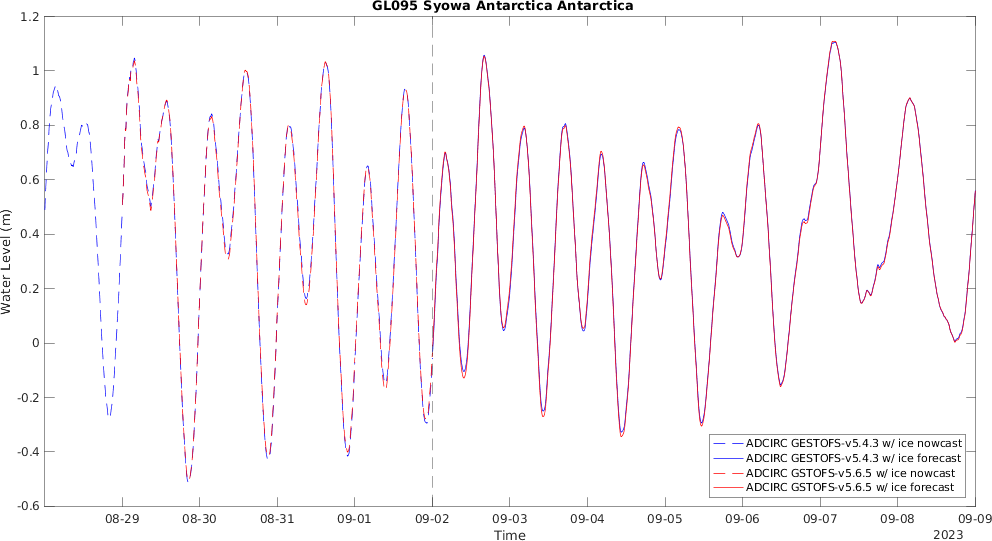 GL095 Syowa Antarctica Antarctica
Water Level (m)
1.2
1
0.8
0.6
0.4
0.2
0
-0.2
-0.4
-0.6
ADCIRC GESTOFS-v5.4.3 w/ ice nowcast
ADCIRC GESTOFS-v5.4.3 w/ ice forecast
ADCIRC GSTOFS-v5.6.5 w/ ice nowcast
ADCIRC GSTOFS-v5.6.5 w/ ice forecast
08-29 08-30 08-31 09-01 09-02 09-03 09-04 09-05 09-06 09-07 09-08 09-09
Time
2023